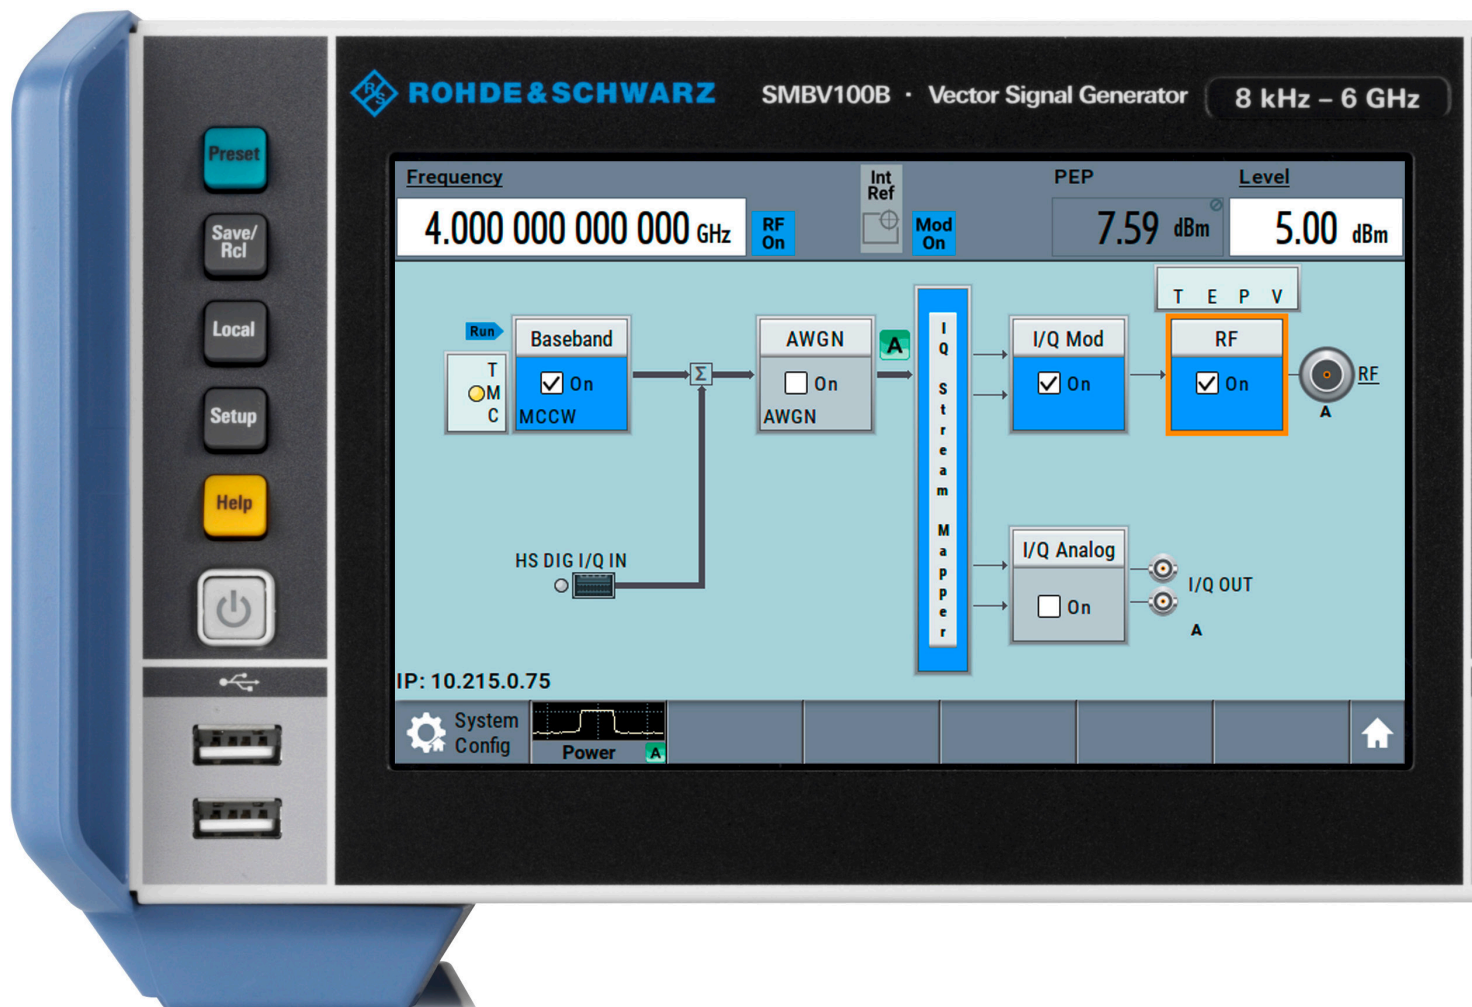 ROHDE&SCHWARZ SMBV100B · Vector Signal Generator 8 kHz – 6 GHz
R/S
Preset
Save/
Rcl
Local
Setup
Help
Frequency Int Ref PEP Level
4.000 000 000 000 GHz RF On Mod On 7.59 dBm 5.00 dBm
T E P V
Run Baseband AWGN A I/Q Mod RF
T
M
C
On
MCCW
Σ
On
AWGN
IQ Stream Mapper
On
On
RF
A
HS DIG I/Q IN
I/Q Analog
On
I/Q OUT
A
IP: 10.215.0.75
System
Config
Power A